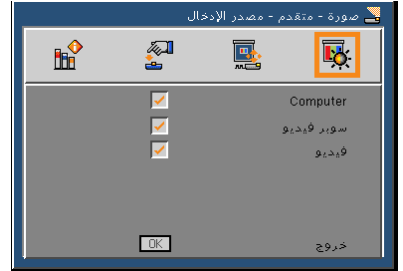 صورة - متقدم - مصدر الإدخال
Computer
سوبر فيديو
فيديو
خروج
OK